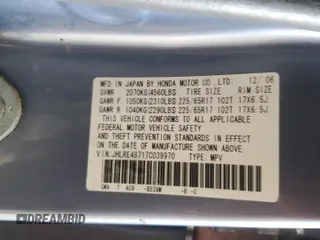 MFD. IN JAPAN BY HONDA MOTOR CO., LTD. 12/06
GVWR 2070KG(4560LBS TIRE SIZE RIM SIZE
GAWR F 1050KG(2310LBS 225/65R17 102T 17X6.5J
GAWR R 1040KG(2290LBS 225/65R17 102T 17X6.5J
THIS VEHICLE CONFORMS TO ALL APPLICABLE
FEDERAL MOTOR VEHICLE SAFETY, BUMPER,
AND THEFT PREVENTION STANDARDS IN EFFECT
ON THE DATE OF MANUFACTURE SHOWN ABOVE.
V.I.N: JHLRE48717C039970 TYPE: MPV
SWA
AutoBidMaster